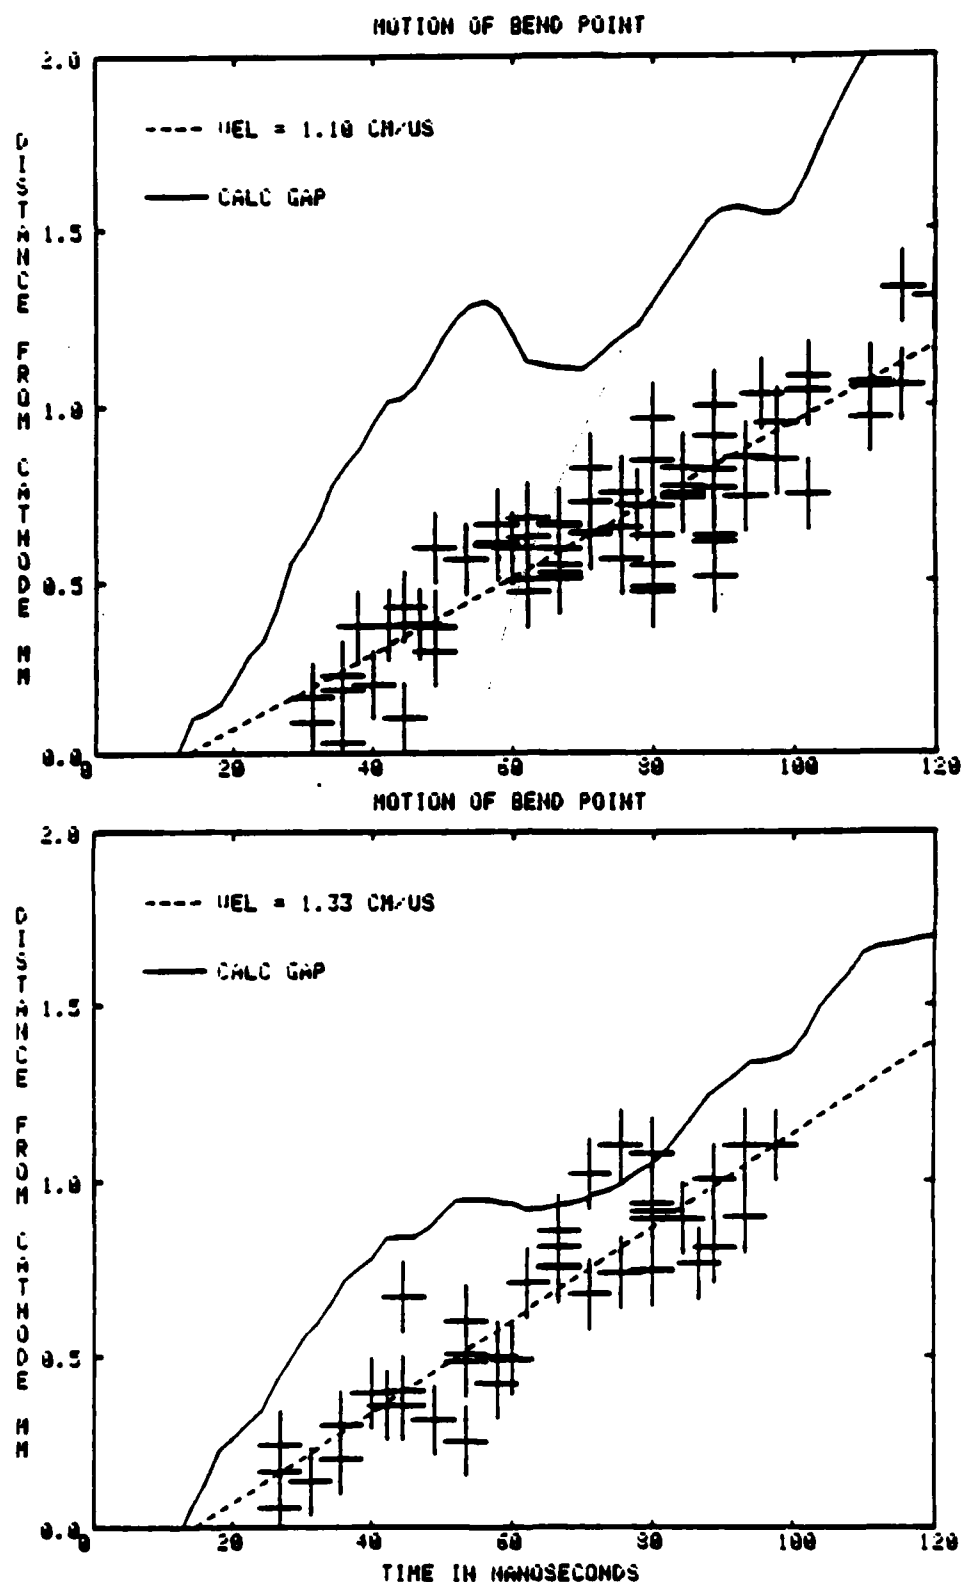 MOTION OF BEND POINT
2.0
1.5
1.0
0.5
0.0
DISTANCE FROM CATHODE MM
---- VEL = 1.10 CM/US
CALC GAP
0 20 40 60 80 100 120
MOTION OF BEND POINT
2.0
1.5
1.0
0.5
0.0
DISTANCE FROM CATHODE MM
---- VEL = 1.33 CM/US
CALC GAP
0 20 40 60 80 100 120
TIME IN NANOSECONDS